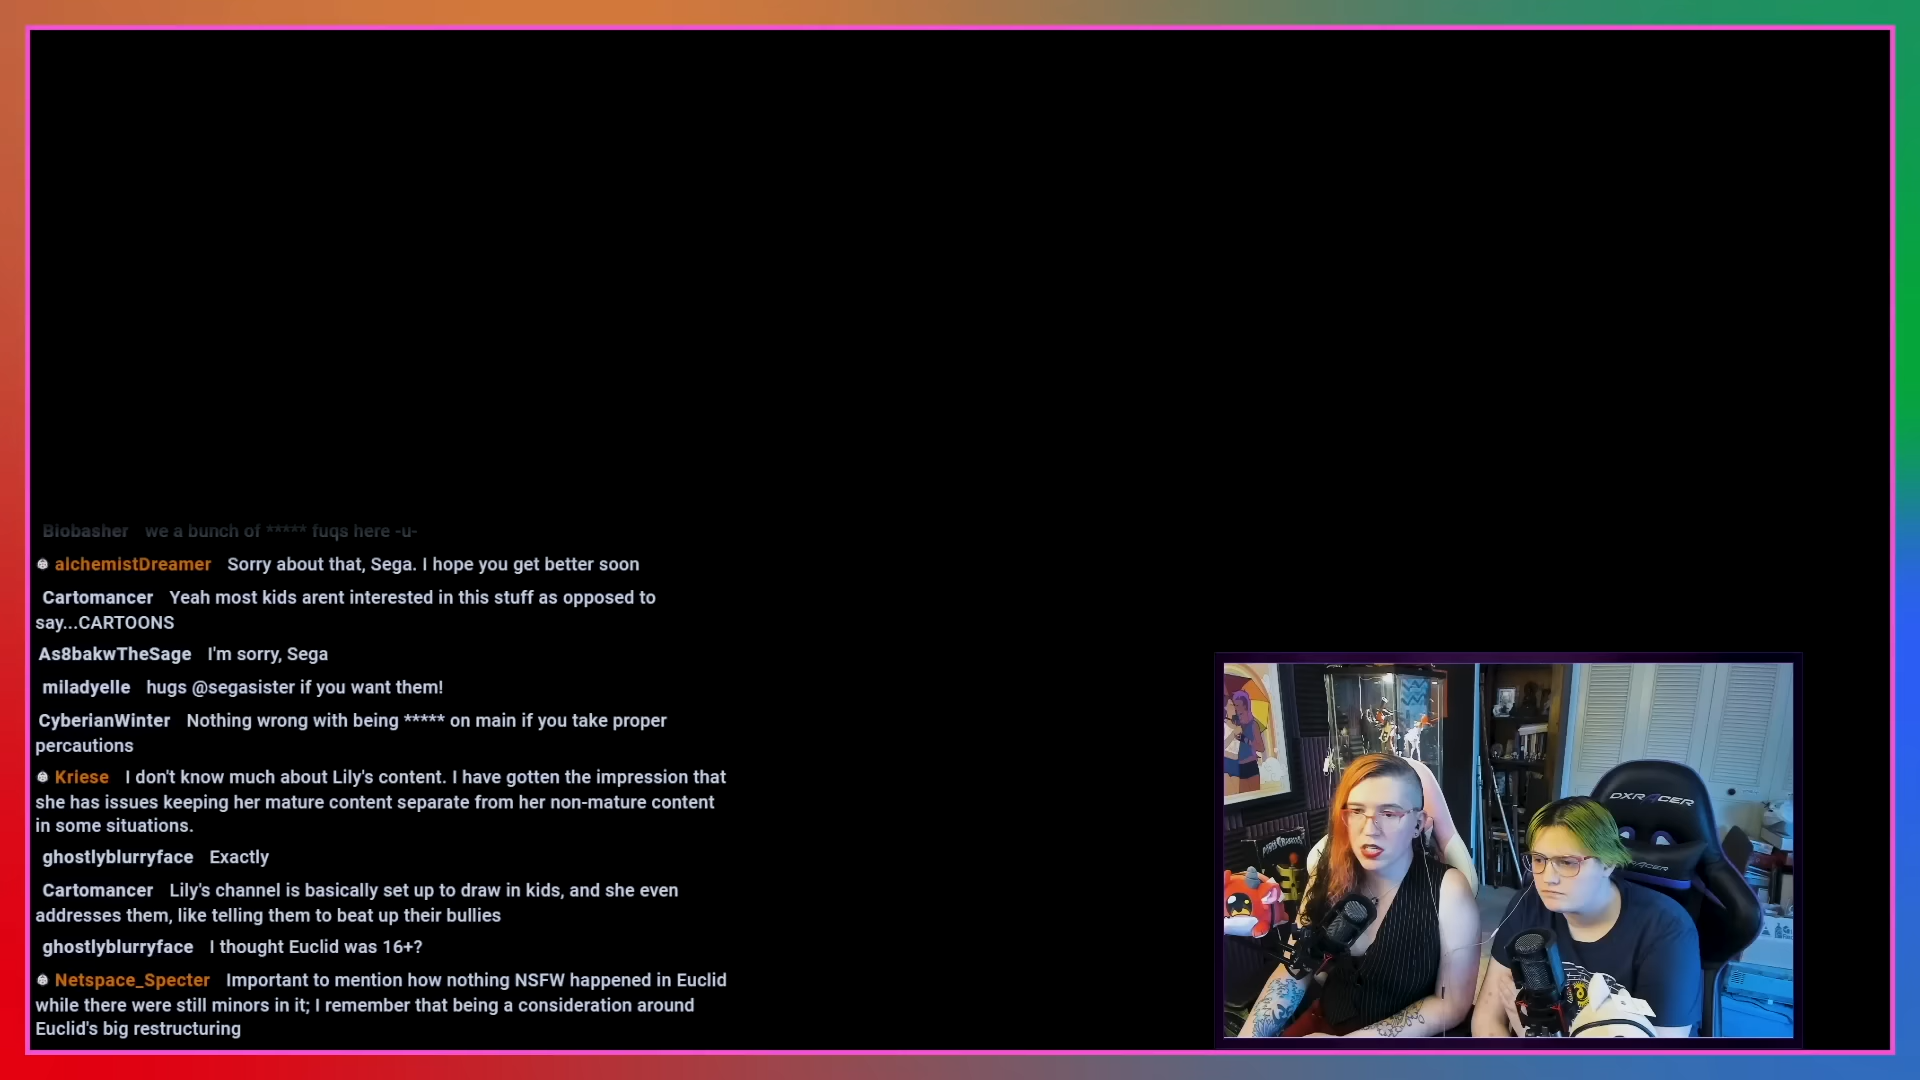 Biobasher we a bunch of ***** fuqs here -u-
alchemistDreamer Sorry about that, Sega. I hope you get better soon
Cartomancer Yeah most kids arent interested in this stuff as opposed to
say...CARTOONS
As8bakwTheSage I'm sorry, Sega
miladyelle hugs @segasister if you want them!
CyberianWinter Nothing wrong with being ***** on main if you take proper
percautions
Kriese I don't know much about Lily's content. I have gotten the impression that
she has issues keeping her mature content separate from her non-mature content
in some situations.
ghostlyblurryface Exactly
Cartomancer Lily's channel is basically set up to draw in kids, and she even
addresses them, like telling them to beat up their bullies
ghostlyblurryface I thought Euclid was 16+?
Netspace_Specter Important to mention how nothing NSFW happened in Euclid
while there were still minors in it; I remember that being a consideration around
Euclid's big restructuring
DXRACER